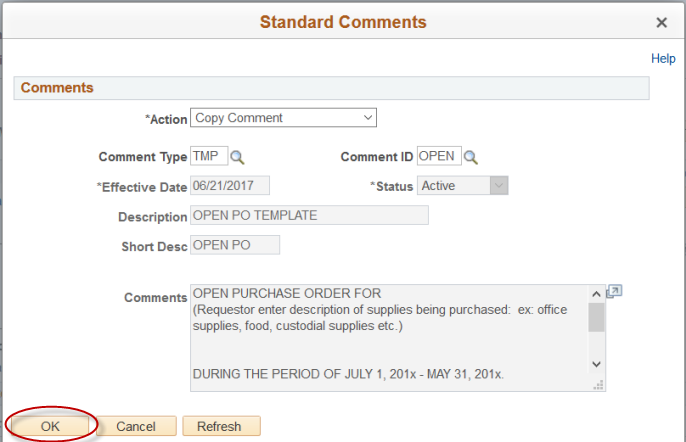 Standard Comments ×
Help
Comments
*Action Copy Comment
Comment Type TMP Comment ID OPEN
*Effective Date 06/21/2017 *Status Active
Description OPEN PO TEMPLATE
Short Desc OPEN PO
Comments OPEN PURCHASE ORDER FOR
(Requestor enter description of supplies being purchased: ex: office
supplies, food, custodial supplies etc.)
DURING THE PERIOD OF JULY 1, 201x - MAY 31, 201x.
OK Cancel Refresh